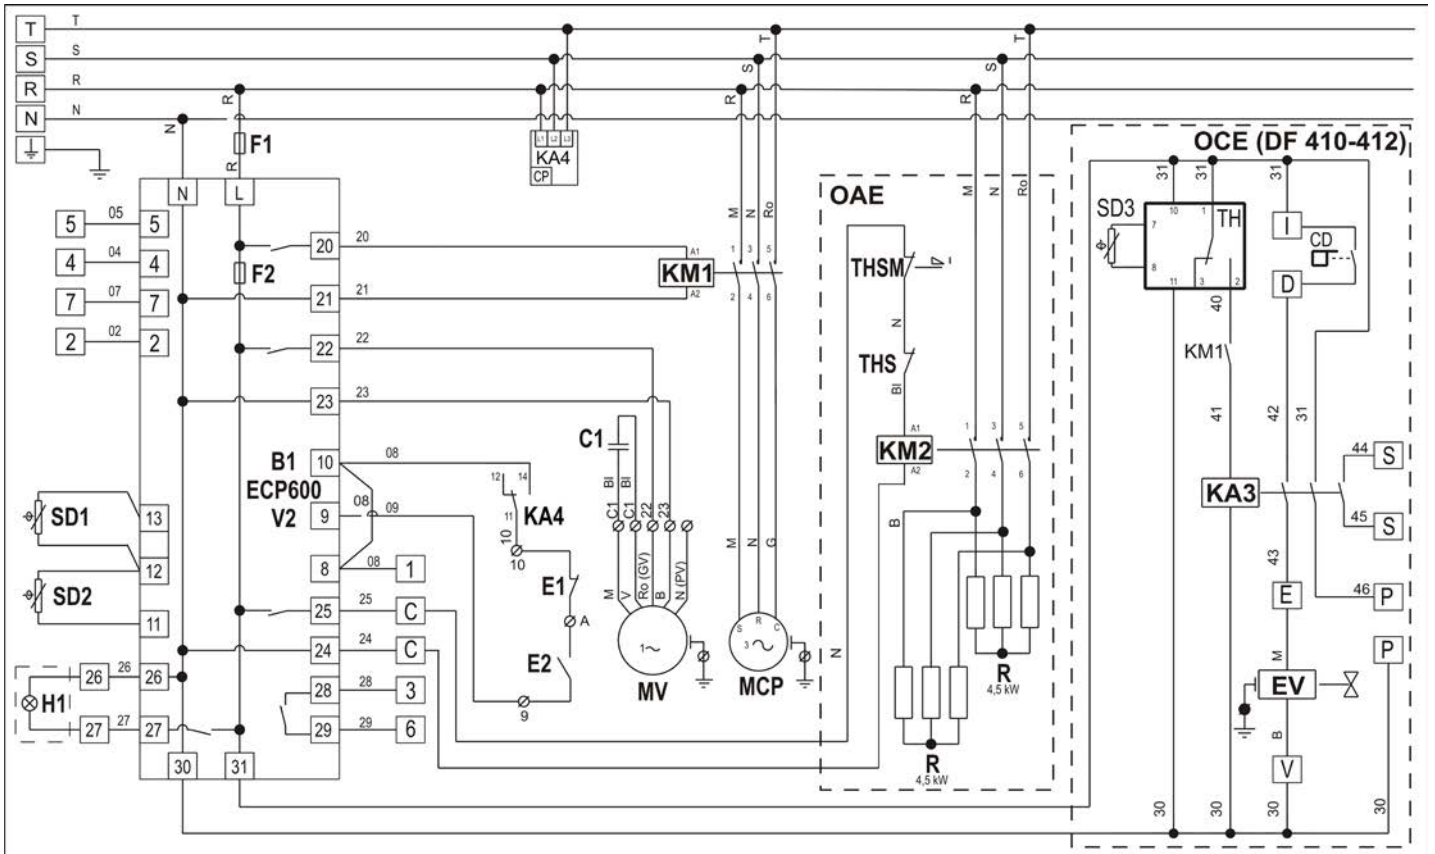 T T
S S
R R
N N
T
T
S
S
R
R
R
N
F1
R
L1 L2 L3
KA4
CP
OCE (DF 410-412)
N L
OAE
M N Ro
M N Ro
31 31 31
SD3
10 1
TH
7
8
11 3 2
I
CD
D
5 05 5
4 04 4
7 07 7
2 02 2
20 20
F2
21 21
22 22
23 23
A1
KM1
A2
1 3 5
2 4 6
THSM
N
THS
Bl
40
KM1
41
42
31
C1
Bl Bl
C1 C1 22 23
B1
ECP600
V2
10 08
9 09
08
8 08 1
12 14
11
KA4
10
10
E1
A
E2
9
A1
KM2
A2
1 3 5
2 4 6
KA3
44 S
45 S
43
46 P
P
SD1
SD2
13
12
11
25 25 C
24 24 C
28 28 3
29 29 6
M V Ro (GV) B N (PV)
1~
MV
M N G
S R C
3~
MCP
N
B
R
4,5 kW
R
4,5 kW
E
M
EV
B
V
H1
26 26 26
27 27 27
30 31
30 30 30 30